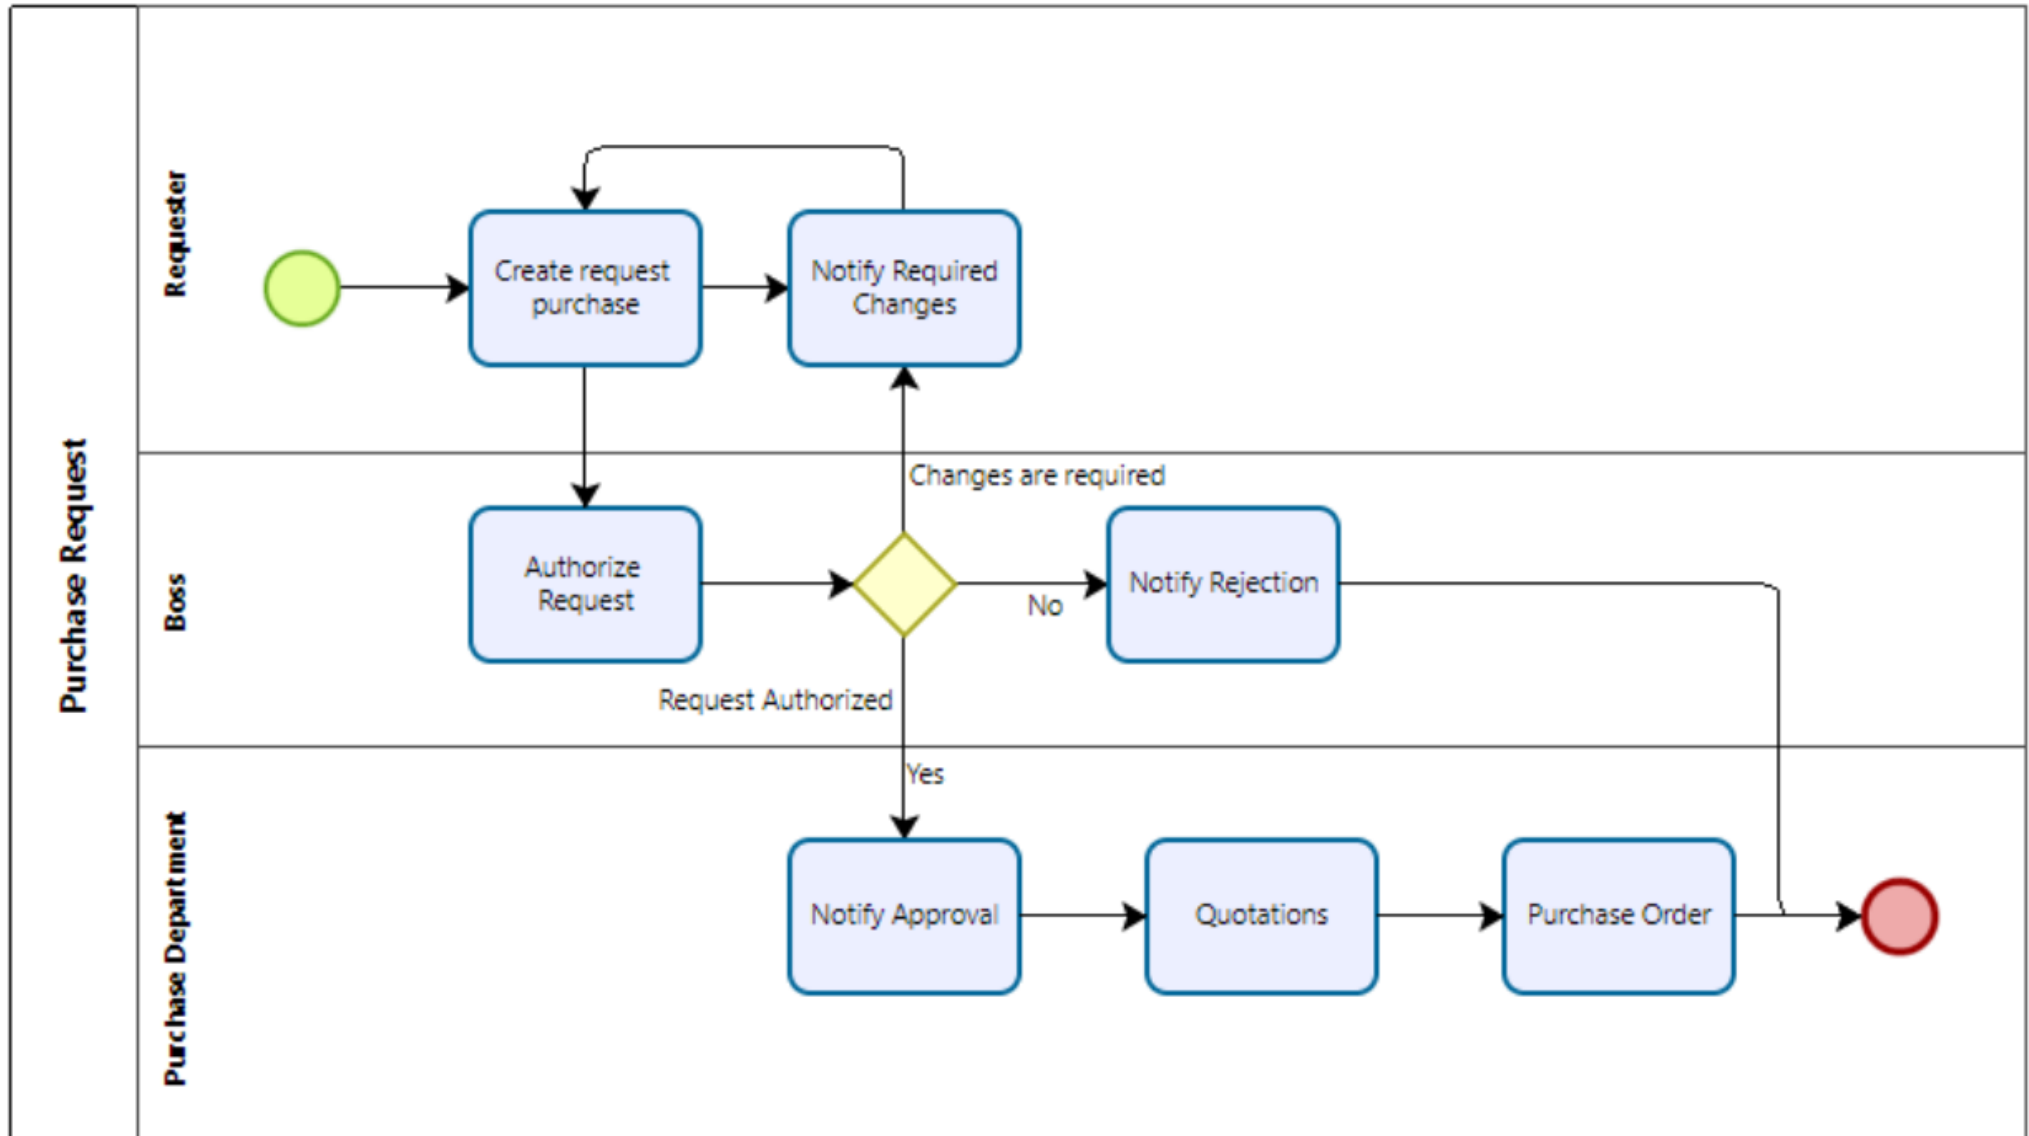 Purchase Request
Requester
Create request
purchase
Notify Required
Changes
Boss
Changes are required
Authorize
Request
No
Notify Rejection
Request Authorized
Purchase Department
Yes
Notify Approval
Quotations
Purchase Order